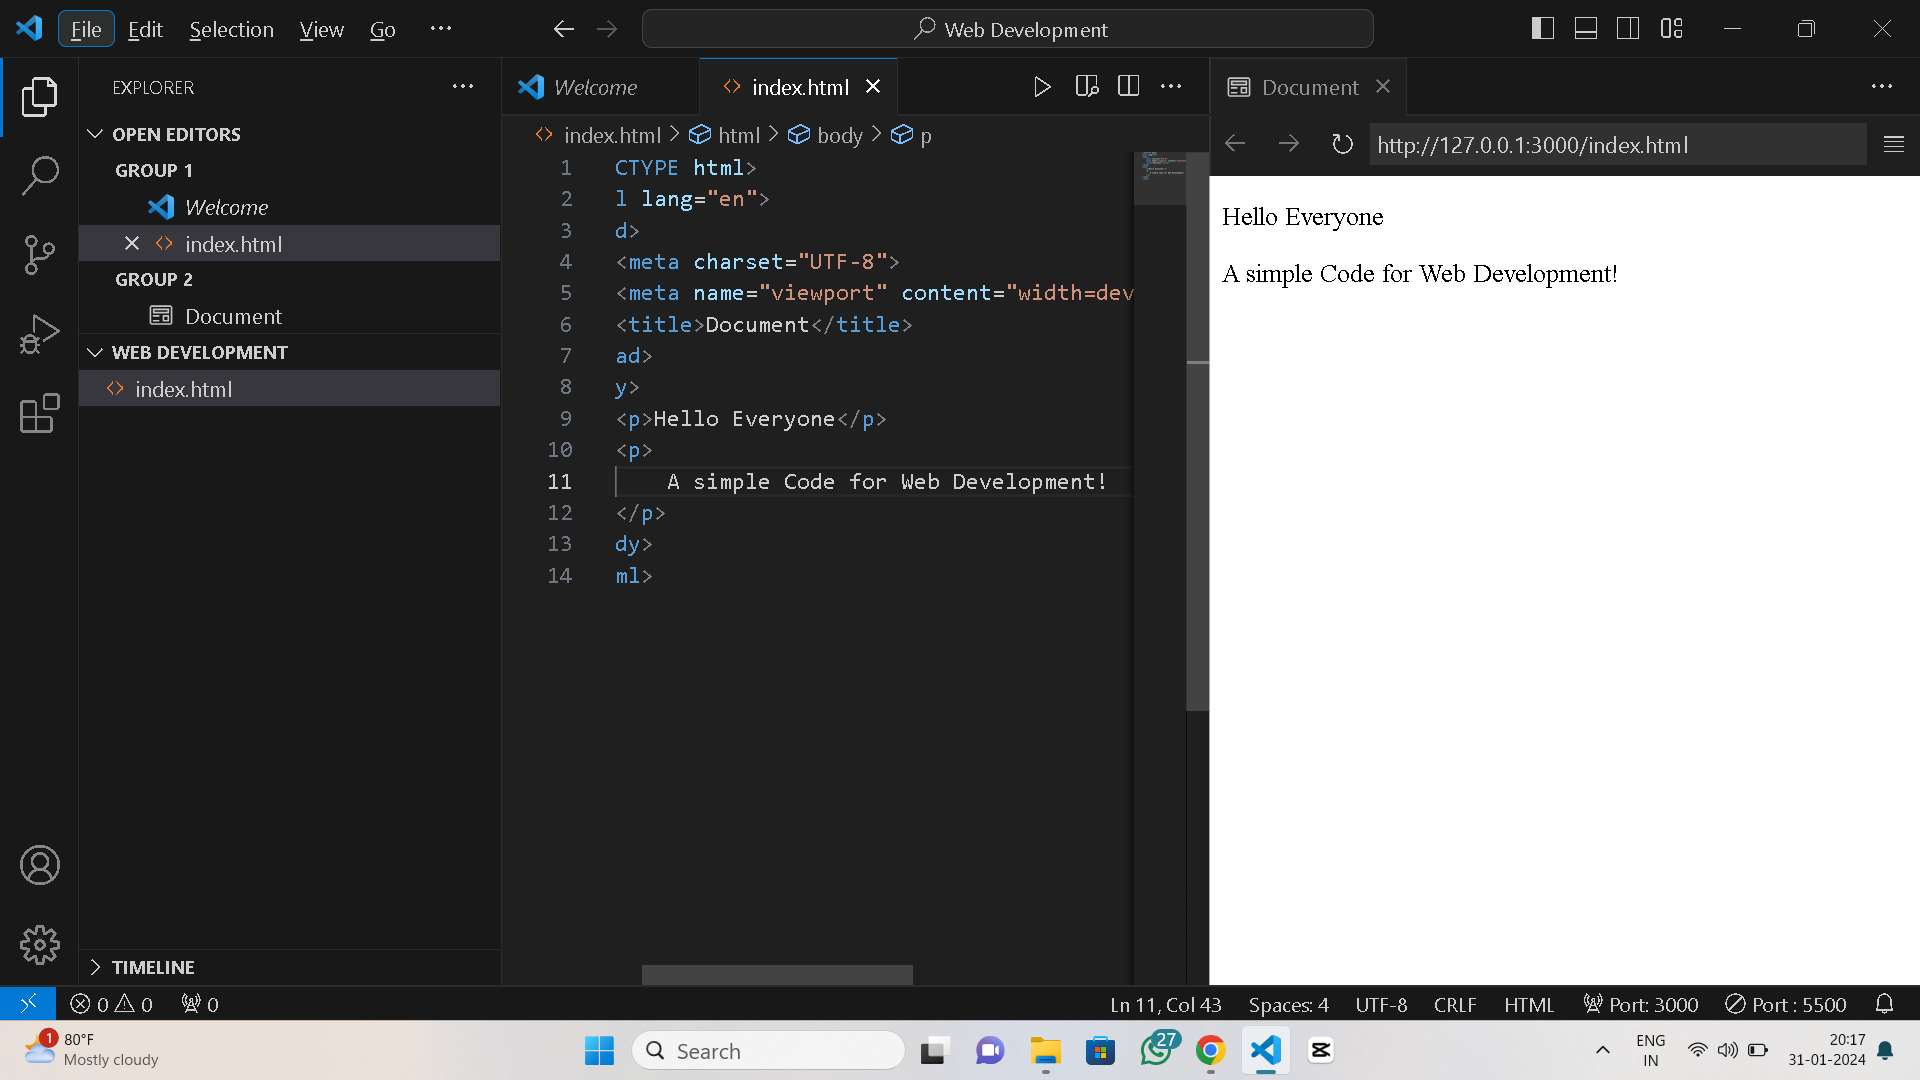 File Edit Selection View Go ··· Web Development
EXPLORER ···
OPEN EDITORS
GROUP 1
Welcome
index.html
GROUP 2
Document
WEB DEVELOPMENT
index.html
TIMELINE
Welcome index.html ···
index.html > html > body > p
1 CTYPE html>
2 l lang="en">
3 d>
4 <meta charset="UTF-8">
5 <meta name="viewport" content="width=dev
6 <title>Document</title>
7 ad>
8 y>
9 <p>Hello Everyone</p>
10 <p>
11 A simple Code for Web Development!
12 </p>
13 dy>
14 ml>
Document ···
http://127.0.0.1:3000/index.html
Hello Everyone
A simple Code for Web Development!
0 0 0 Ln 11, Col 43 Spaces: 4 UTF-8 CRLF HTML Port: 3000 Port : 5500
1 80°F
Mostly cloudy
Search
27
ENG
IN
20:17
31-01-2024